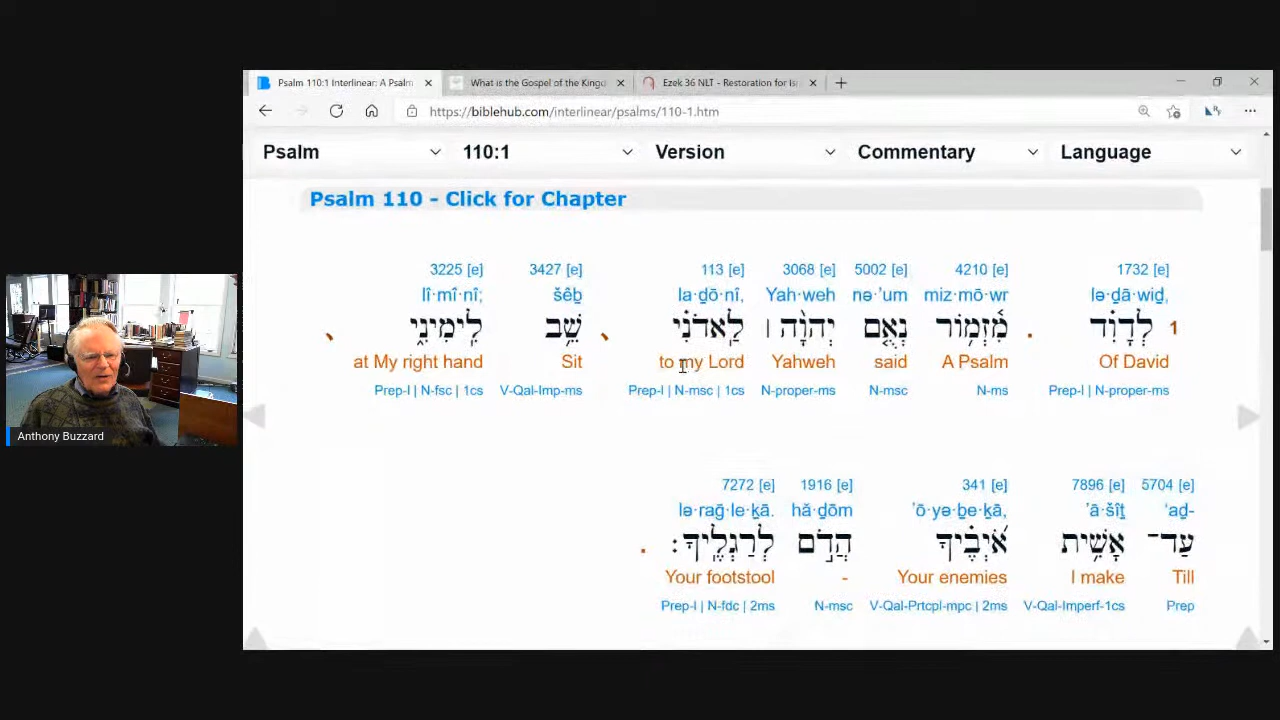 Psalm 110:1 Interlinear: A Psalm
What is the Gospel of the Kingd
Ezek 36 NLT - Restoration for Is
https://biblehub.com/interlinear/psalms/110-1.htm
Psalm 110:1 Version Commentary Language
Psalm 110 - Click for Chapter
3225 [e] 3427 [e] 113 [e] 3068 [e] 5002 [e] 4210 [e] 1732 [e]
lî·mî·nî; šêḇ la·ḏō·nî, Yah·weh nə·’um miz·mō·wr lə·ḏā·wiḏ,
1 לְדָוִ֗ד . מִ֫זְמ֥וֹר נְאֻ֤ם יְהוָ֨ה ׀ לַֽאדֹנִ֗י 、 שֵׁ֥ב לִֽימִינִ֑י 、
at My right hand Sit to my Lord Yahweh said A Psalm Of David
Prep-l | N-fsc | 1cs V-Qal-Imp-ms Prep-l | N-msc | 1cs N-proper-ms N-msc N-ms Prep-l | N-proper-ms
7272 [e] 1916 [e] 341 [e] 7896 [e] 5704 [e]
lə·raḡ·le·ḵā. hă·ḏōm ’ō·yə·ḇe·ḵā, ’ā·šîṯ ‘aḏ-
עַד־ אָשִׁ֥ית אֹ֝יְבֶ֗יךָ הֲדֹ֣ם לְרַגְלֶֽיךָ׃ .
Your footstool - Your enemies I make Till
Prep-l | N-fdc | 2ms N-msc V-Qal-Prtcpl-mpc | 2ms V-Qal-Imperf-1cs Prep
Anthony Buzzard